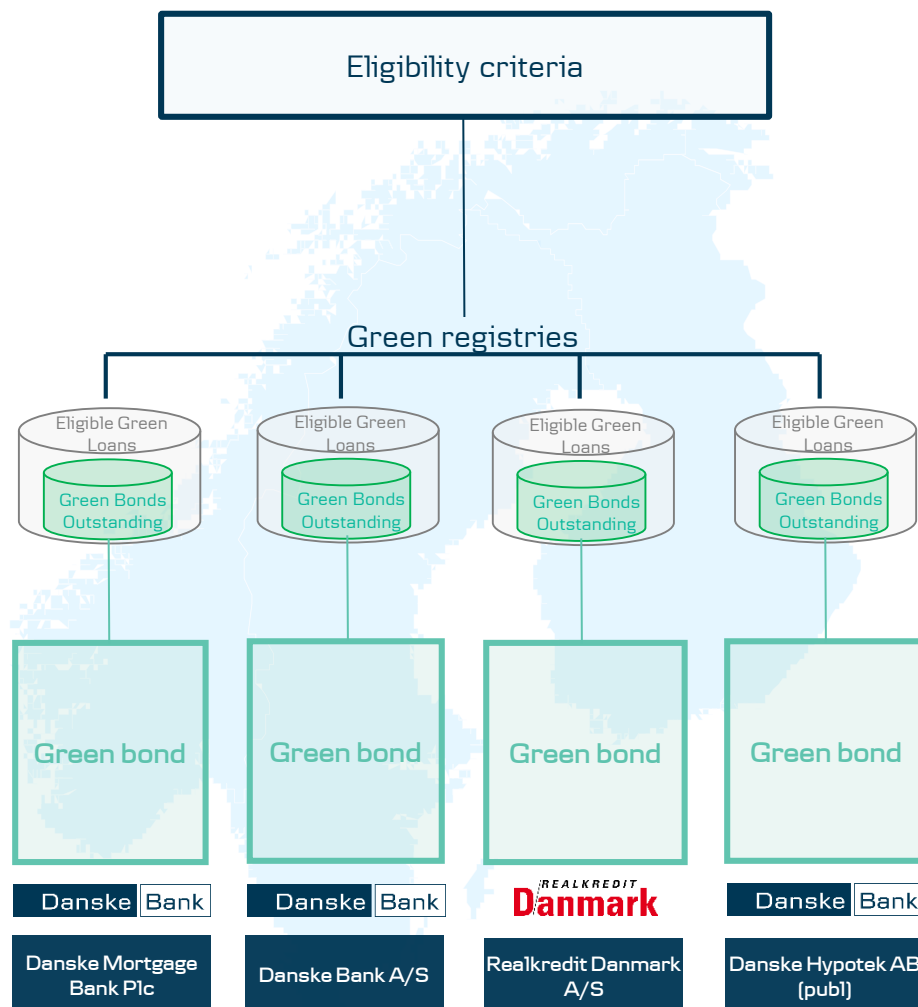 Eligibility criteria
Green registries
Eligible Green
Loans
Green Bonds
Outstanding
Eligible Green
Loans
Green Bonds
Outstanding
Eligible Green
Loans
Green Bonds
Outstanding
Eligible Green
Loans
Green Bonds
Outstanding
Green bond
Green bond
Green bond
Green bond
Danske Bank
Danske Bank
REALKREDIT
Danmark
Danske Bank
Danske Mortgage
Bank Plc
Danske Bank A/S
Realkredit Danmark
A/S
Danske Hypotek AB
(publ)